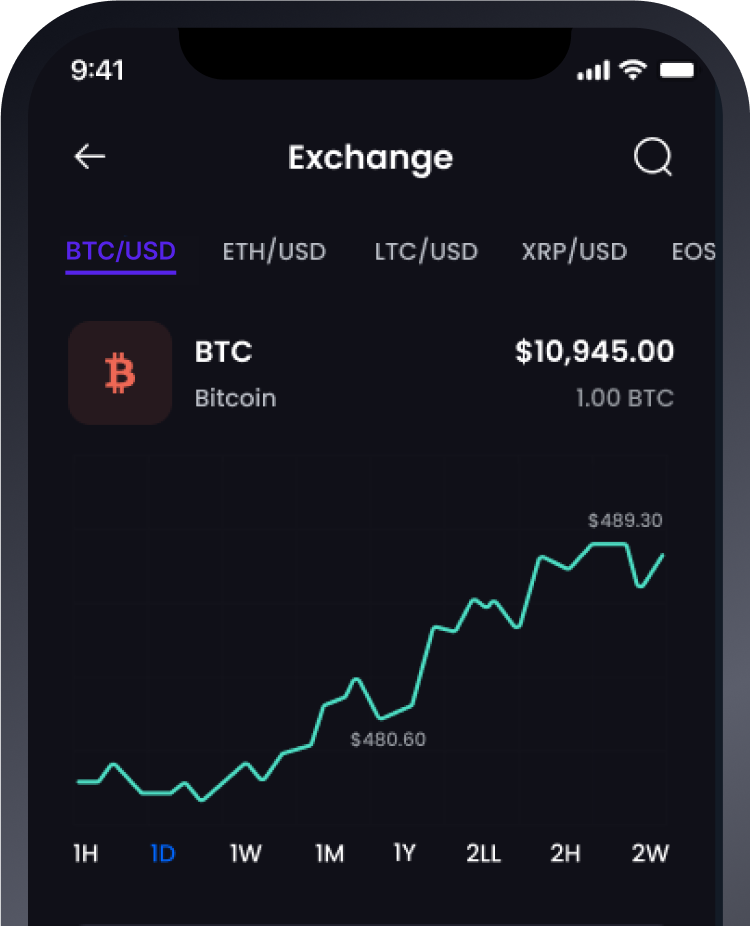 9:41
Exchange
BTC/USD ETH/USD LTC/USD XRP/USD EOS
BTC $10,945.00
Bitcoin 1.00 BTC
$489.30
$480.60
1H 1D 1W 1M 1Y 2LL 2H 2W